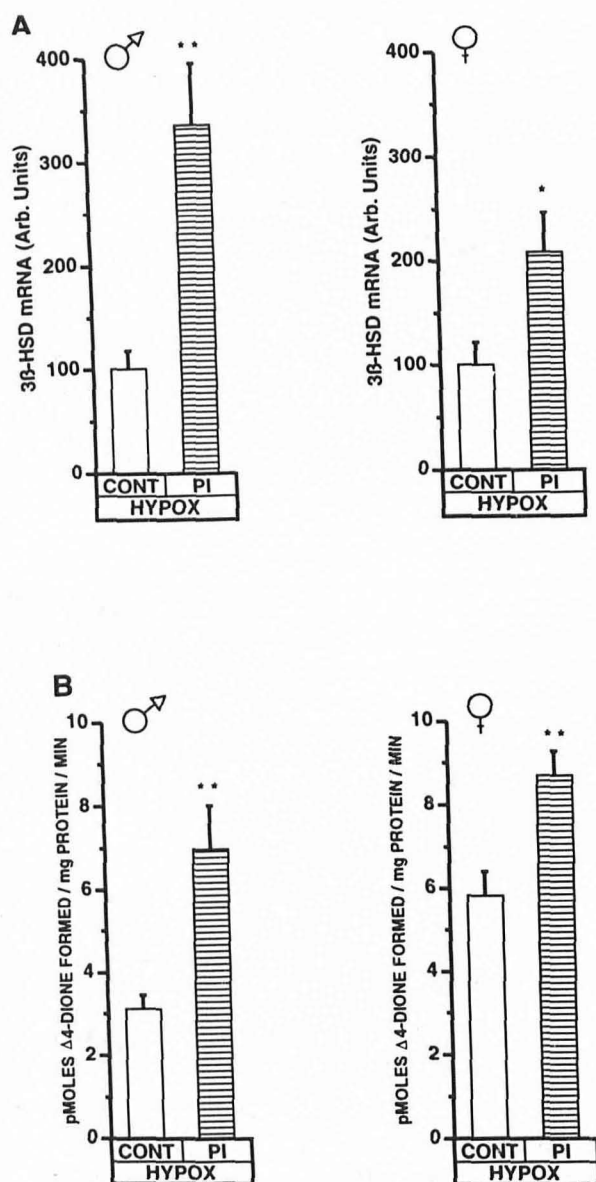 A
3ß-HSD mRNA (Arb. Units)
400
300
200
100
0
* *
CONT PI
HYPOX
3ß-HSD mRNA (Arb. Units)
400
300
200
100
0
*
CONT PI
HYPOX
B
pMOLES Δ4-DIONE FORMED / mg PROTEIN / MIN
10
8
6
4
2
0
* *
CONT PI
HYPOX
pMOLES Δ4-DIONE FORMED / mg PROTEIN / MIN
10
8
6
4
2
0
* *
CONT PI
HYPOX